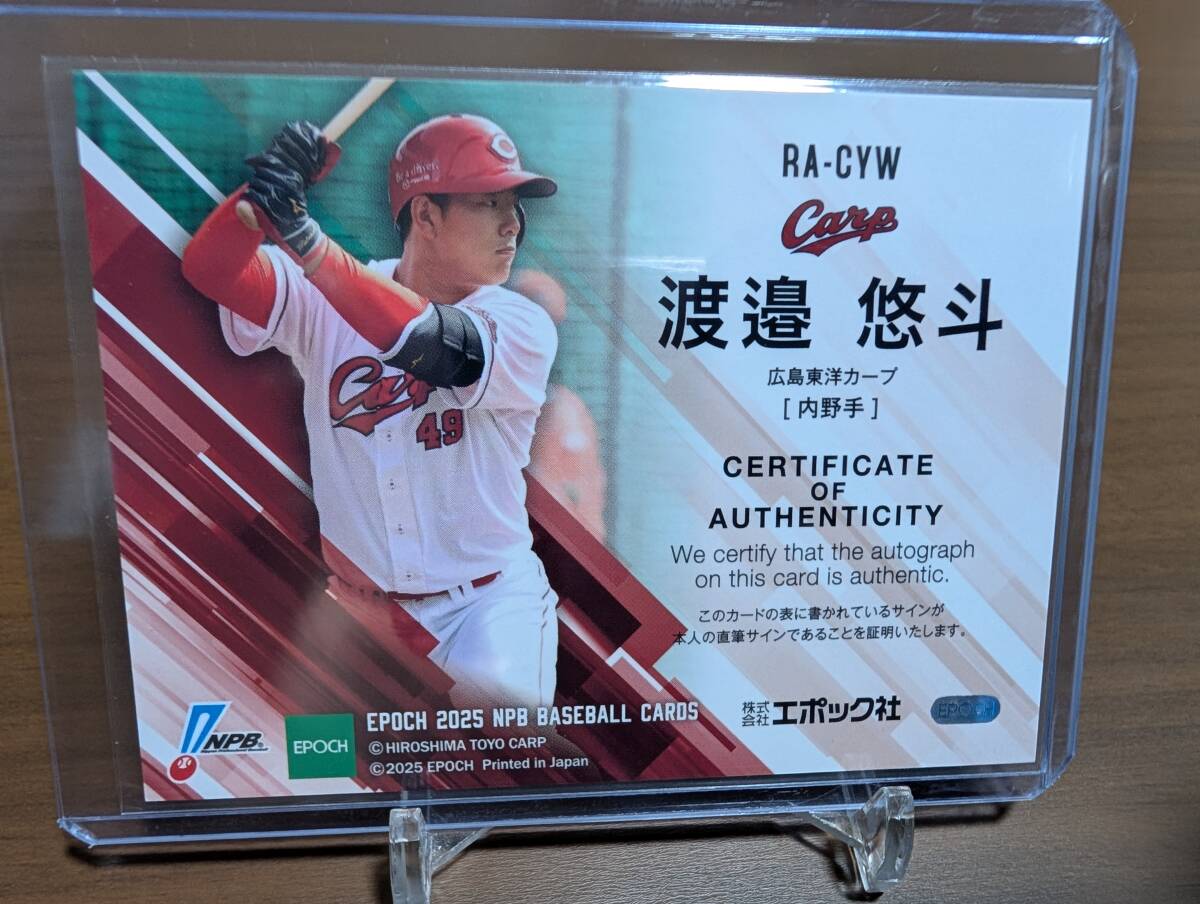 RA-CYW
Carp
渡邉 悠斗
広島東洋カープ
[ 内野手 ]
CERTIFICATE
OF
AUTHENTICITY
We certify that the autograph
on this card is authentic.
このカードの表に書かれているサインが
本人の直筆サインであることを証明いたします。
株式会社 エポック社
EPOCH
Carp
49
NPB
EPOCH
EPOCH 2025 NPB BASEBALL CARDS
©HIROSHIMA TOYO CARP
©2025 EPOCH Printed in Japan